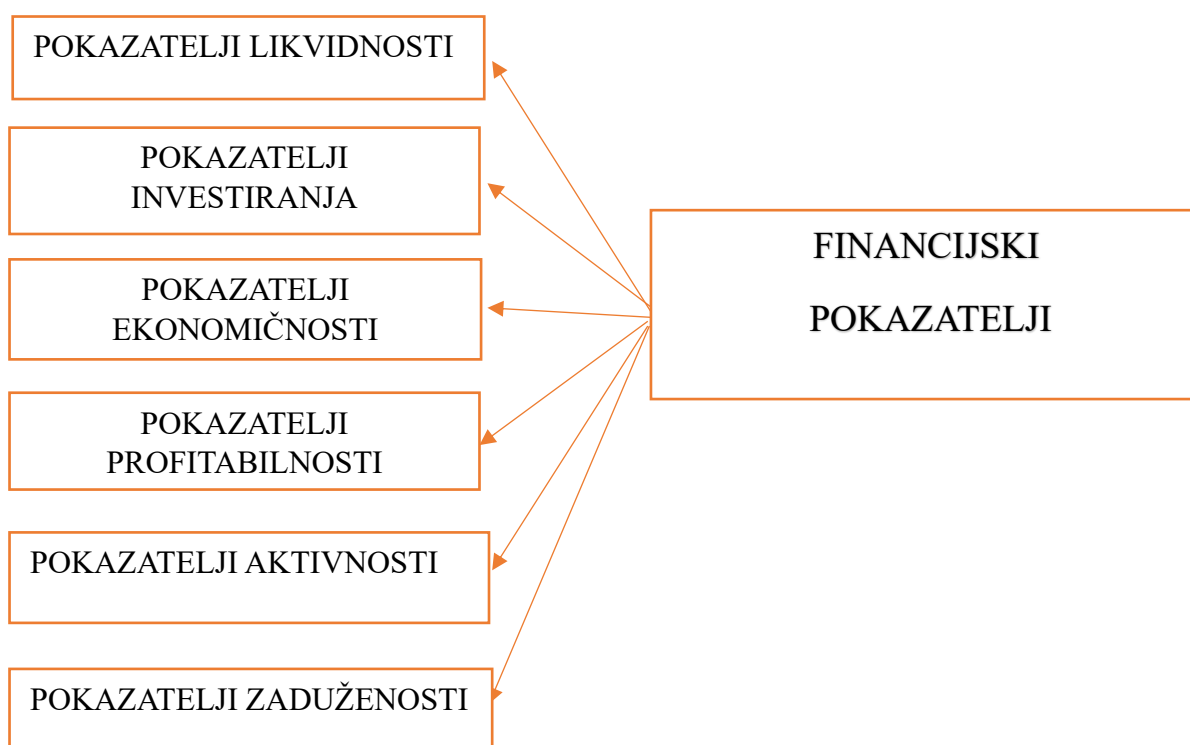 POKAZATELJI LIKVIDNOSTI
POKAZATELJI
INVESTIRANJA
POKAZATELJI
EKONOMIČNOSTI
POKAZATELJI
PROFITABILNOSTI
POKAZATELJI AKTIVNOSTI
POKAZATELJI ZADUŽENOSTI
FINANCIJSKI
POKAZATELJI